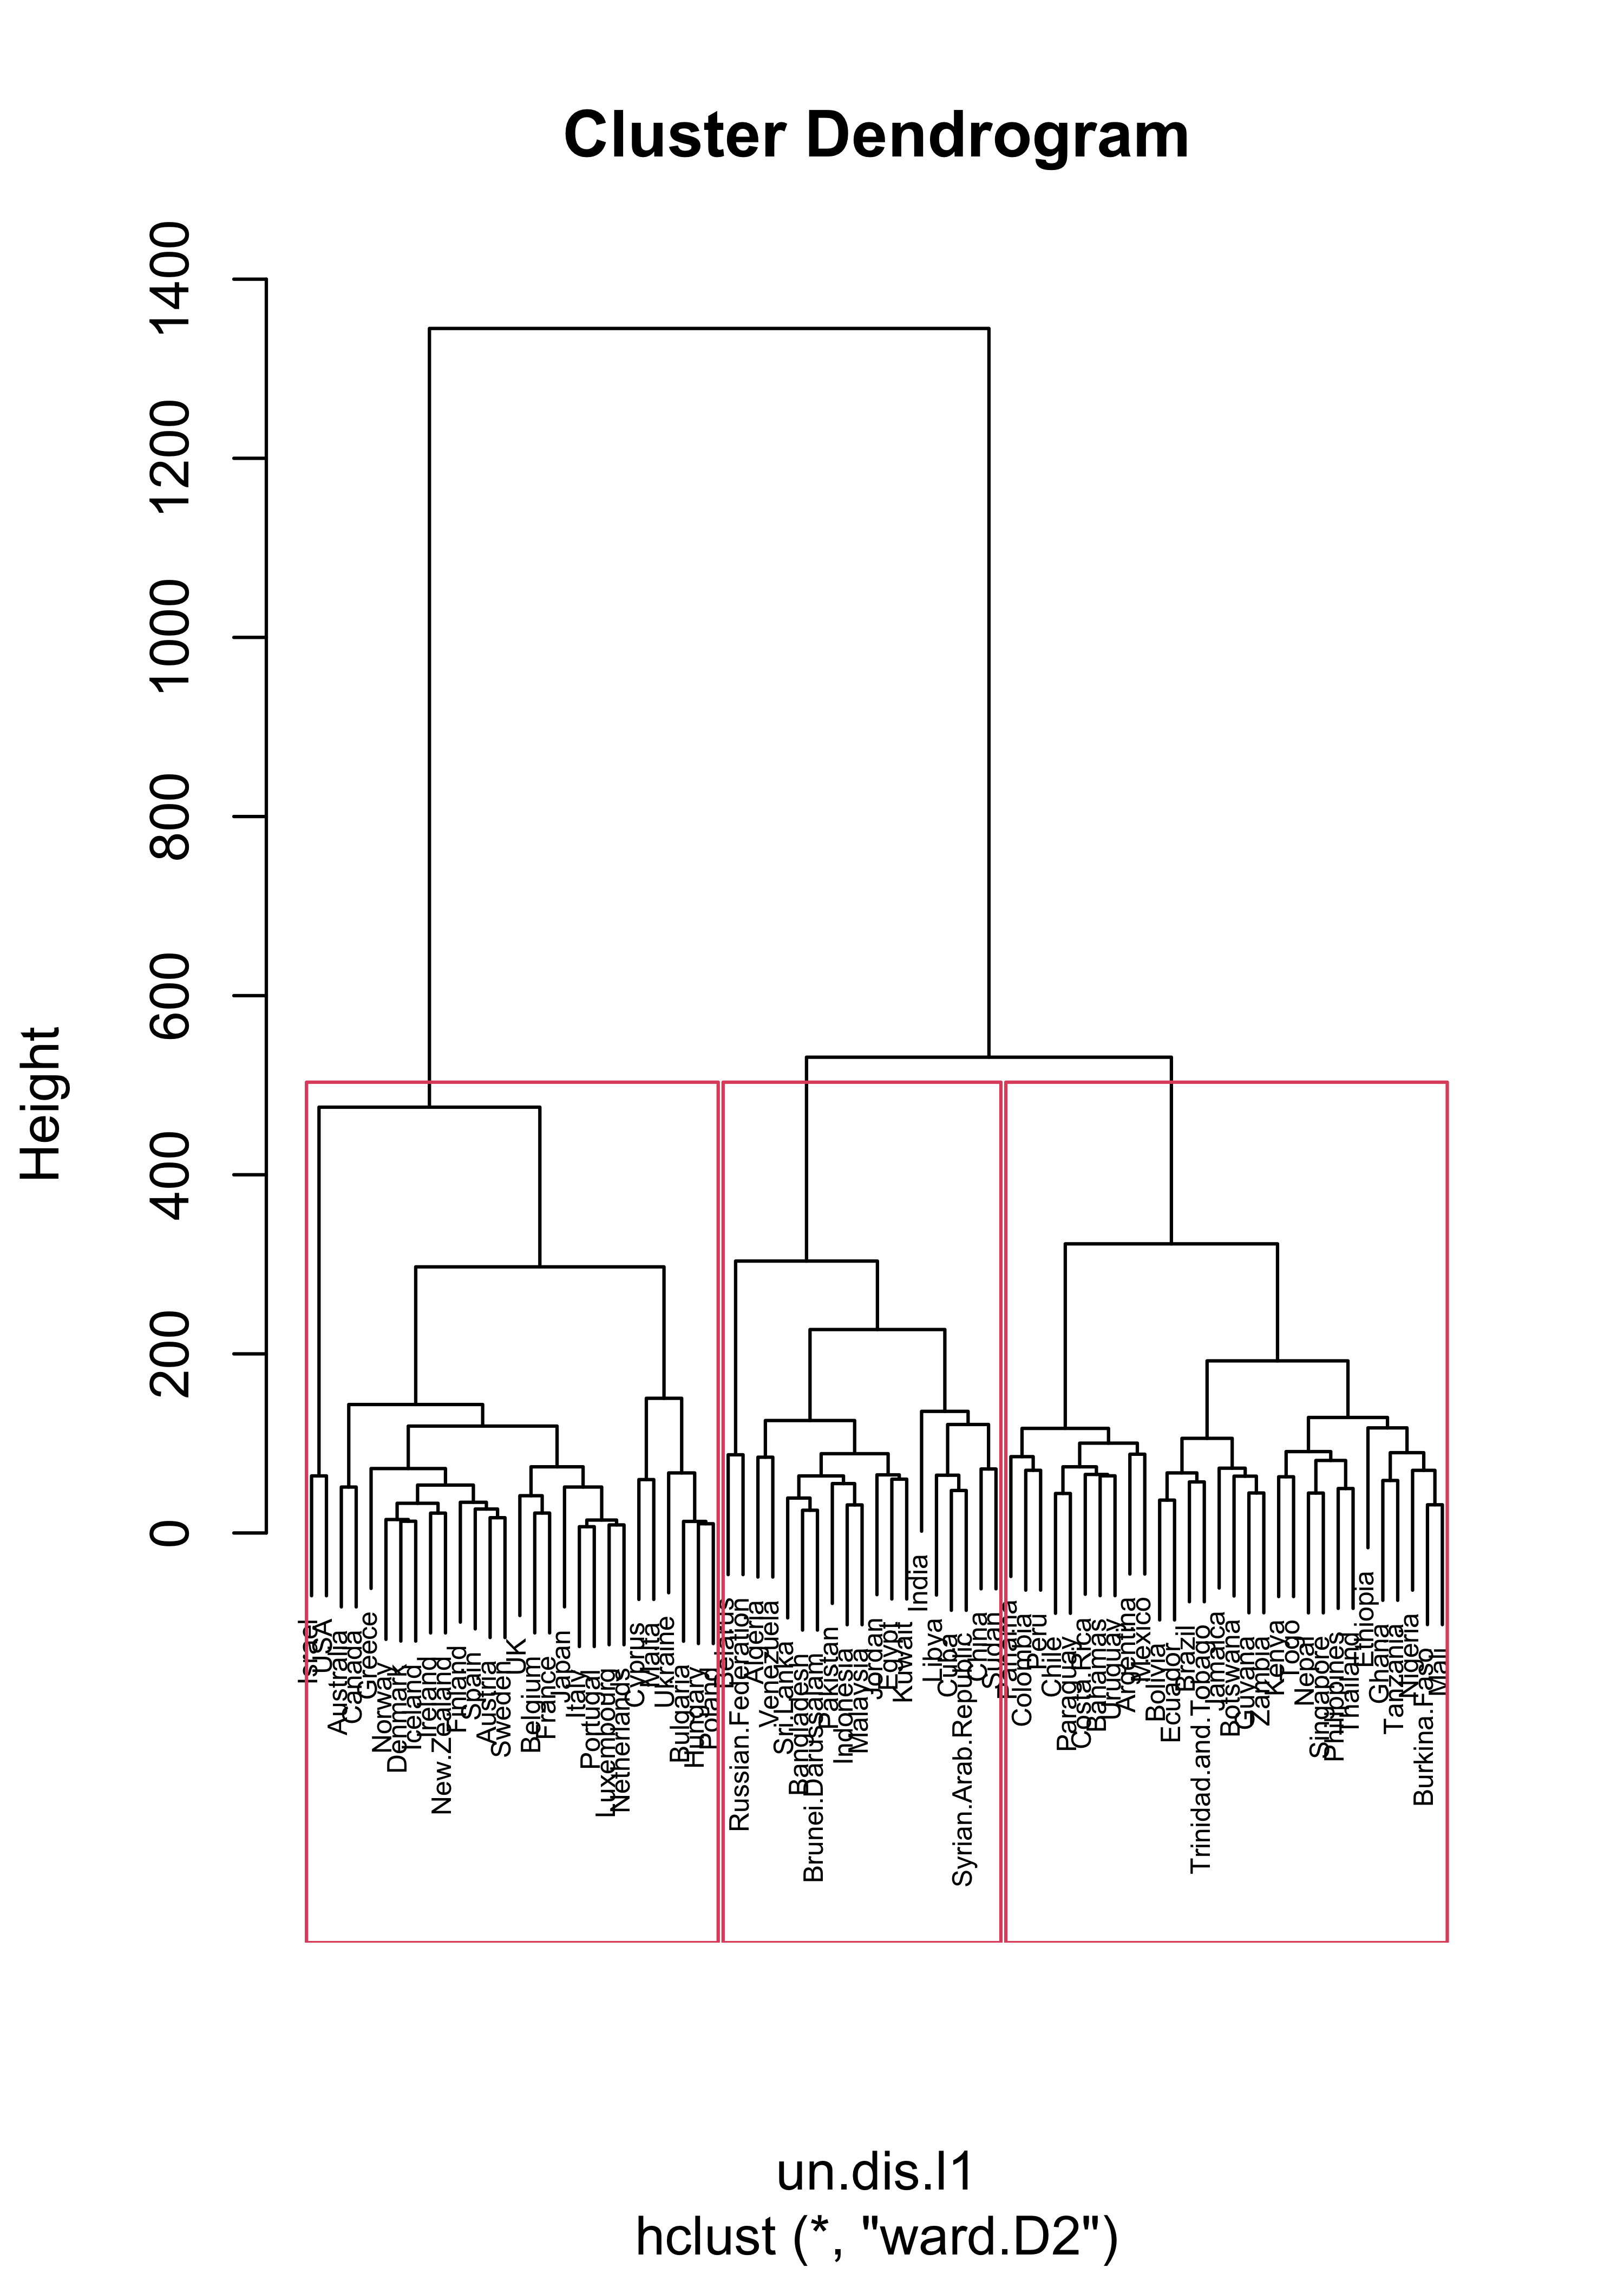 Cluster Dendrogram
Height
1400
1200
1000
800
600
400
200
0
Israel
USA
Australia
Canada
Greece
Norway
Denmark
Iceland
Ireland
New.Zealand
Finland
Spain
Austria
Sweden
UK
Belgium
France
Japan
Italy
Portugal
Luxembourg
Netherlands
Cyprus
Malta
Ukraine
Bulgaria
Hungary
Poland
Belarus
Russian.Federation
Algeria
Venezuela
Sri.Lanka
Bangladesh
Brunei.Darussalam
Pakistan
Indonesia
Malaysia
Jordan
Egypt
Kuwait
India
Libya
Cuba
Syrian.Arab.Republic
China
Sudan
Panama
Colombia
Peru
Chile
Paraguay
Costa.Rica
Bahamas
Uruguay
Argentina
Mexico
Bolivia
Ecuador
Brazil
Trinidad.and.Tobago
Jamaica
Botswana
Guyana
Zambia
Kenya
Togo
Nepal
Singapore
Philippines
Thailand
Ethiopia
Ghana
Tanzania
Nigeria
Burkina.Faso
Mali
un.dis.l1
hclust (*, "ward.D2")